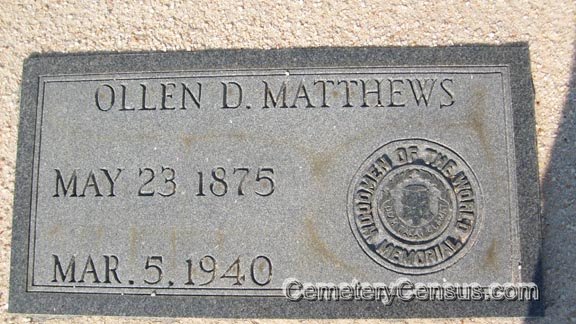 OLLEN D. MATTHEWS
MAY 23 1875
WOODMEN OF THE WORLD
MEMORIAL
MAR. 5, 1940
CemeteryCensus.com